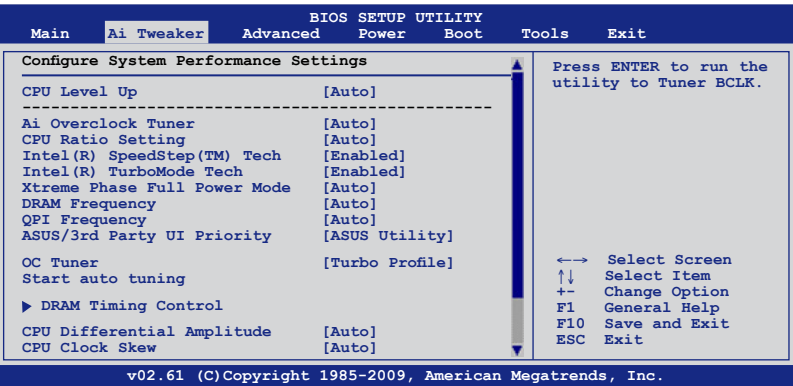 BIOS SETUP UTILITY
Main Ai Tweaker Advanced Power Boot Tools Exit
Configure System Performance Settings
CPU Level Up [Auto]
------------------------------------------------
Ai Overclock Tuner [Auto]
CPU Ratio Setting [Auto]
Intel(R) SpeedStep(TM) Tech [Enabled]
Intel(R) TurboMode Tech [Enabled]
Xtreme Phase Full Power Mode [Auto]
DRAM Frequency [Auto]
QPI Frequency [Auto]
ASUS/3rd Party UI Priority [ASUS Utility]
OC Tuner [Turbo Profile]
Start auto tuning
▶ DRAM Timing Control
CPU Differential Amplitude [Auto]
CPU Clock Skew [Auto]
Press ENTER to run the
utility to Tuner BCLK.
←→ Select Screen
↑↓ Select Item
+- Change Option
F1 General Help
F10 Save and Exit
ESC Exit
v02.61 (C)Copyright 1985-2009, American Megatrends, Inc.